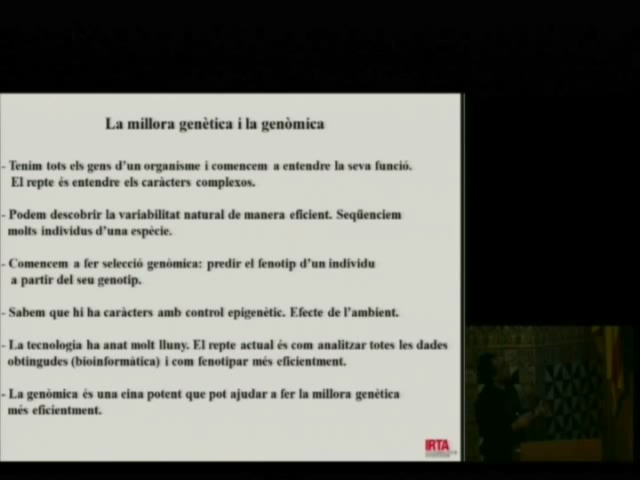 La millora genètica i la genòmica
- Tenim tots els gens d'un organisme i comencem a entendre la seva funció.
El repte és entendre els caràcters complexos.
- Podem descobrir la variabilitat natural de manera eficient. Seqüenciem
molts individus d'una espècie.
- Comencem a fer selecció genòmica: predir el fenotip d'un individu
a partir del seu genotip.
- Sabem que hi ha caràcters amb control epigenètic. Efecte de l'ambient.
- La tecnologia ha anat molt lluny. El repte actual és com analitzar totes les dades
obtingudes (bioinformàtica) i com fenotipar més eficientment.
- La genòmica és una eina potent que pot ajudar a fer la millora genètica
més eficientment.
IRTA